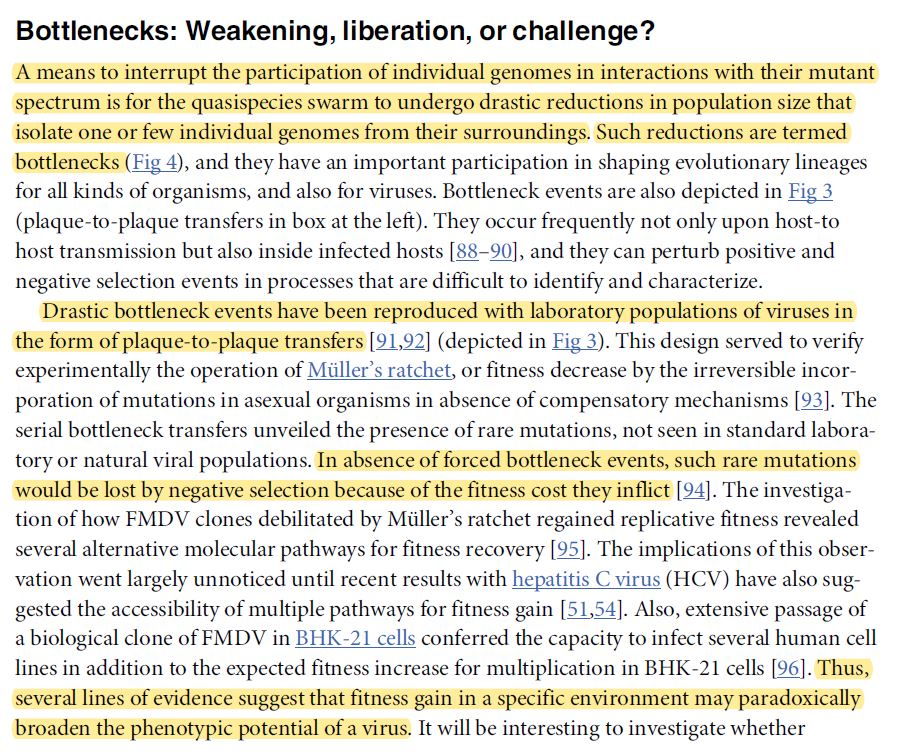 Bottlenecks: Weakening, liberation, or challenge?
A means to interrupt the participation of individual genomes in interactions with their mutant
spectrum is for the quasispecies swarm to undergo drastic reductions in population size that
isolate one or few individual genomes from their surroundings. Such reductions are termed
bottlenecks (Fig 4), and they have an important participation in shaping evolutionary lineages
for all kinds of organisms, and also for viruses. Bottleneck events are also depicted in Fig 3
(plaque-to-plaque transfers in box at the left). They occur frequently not only upon host-to
host transmission but also inside infected hosts [88–90], and they can perturb positive and
negative selection events in processes that are difficult to identify and characterize.
Drastic bottleneck events have been reproduced with laboratory populations of viruses in
the form of plaque-to-plaque transfers [91,92] (depicted in Fig 3). This design served to verify
experimentally the operation of Müller's ratchet, or fitness decrease by the irreversible incor-
poration of mutations in asexual organisms in absence of compensatory mechanisms [93]. The
serial bottleneck transfers unveiled the presence of rare mutations, not seen in standard labora-
tory or natural viral populations. In absence of forced bottleneck events, such rare mutations
would be lost by negative selection because of the fitness cost they inflict [94]. The investiga-
tion of how FMDV clones debilitated by Müller's ratchet regained replicative fitness revealed
several alternative molecular pathways for fitness recovery [95]. The implications of this obser-
vation went largely unnoticed until recent results with hepatitis C virus (HCV) have also sug-
gested the accessibility of multiple pathways for fitness gain [51,54]. Also, extensive passage of
a biological clone of FMDV in BHK-21 cells conferred the capacity to infect several human cell
lines in addition to the expected fitness increase for multiplication in BHK-21 cells [96]. Thus,
several lines of evidence suggest that fitness gain in a specific environment may paradoxically
broaden the phenotypic potential of a virus. It will be interesting to investigate whether